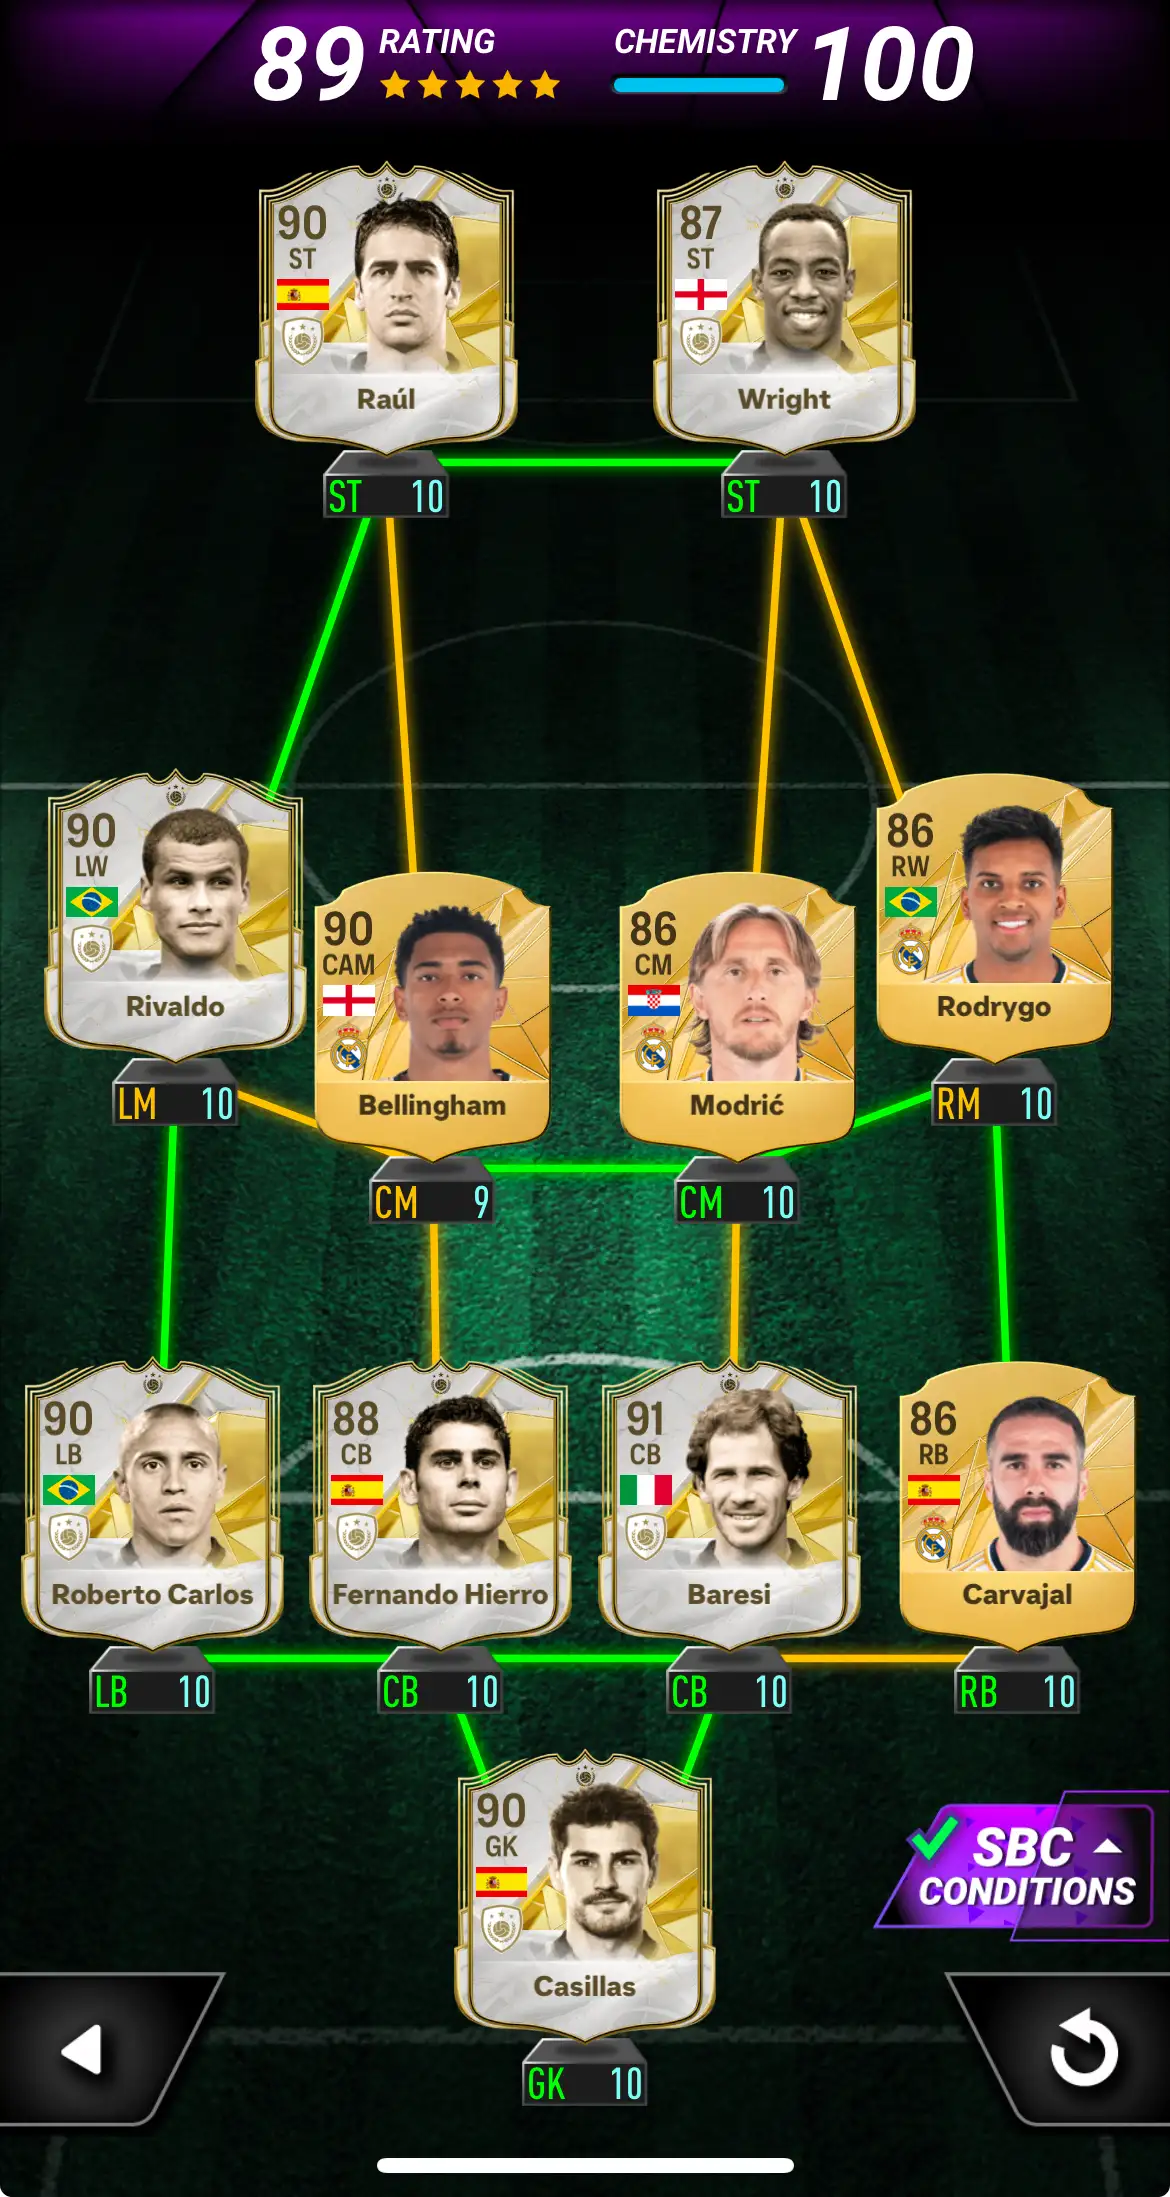 89 RATING CHEMISTRY 100
90
ST
Raúl
87
ST
Wright
ST 10
ST 10
90
LW
Rivaldo
90
CAM
Bellingham
86
CM
Modrić
86
RW
Rodrygo
LM 10
CM 9
CM 10
RM 10
90
LB
Roberto Carlos
88
CB
Fernando Hierro
91
CB
Baresi
86
RB
Carvajal
LB 10
CB 10
CB 10
RB 10
90
GK
Casillas
GK 10
SBC
CONDITIONS